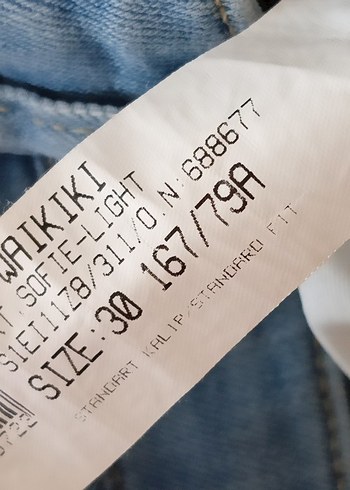 WAIKIKI
T:SOFIE-LIGHT
S1EI11Z8/311/O.N:688677
SIZE:30 167/79A
STANDART KALIP/STANDARD FIT